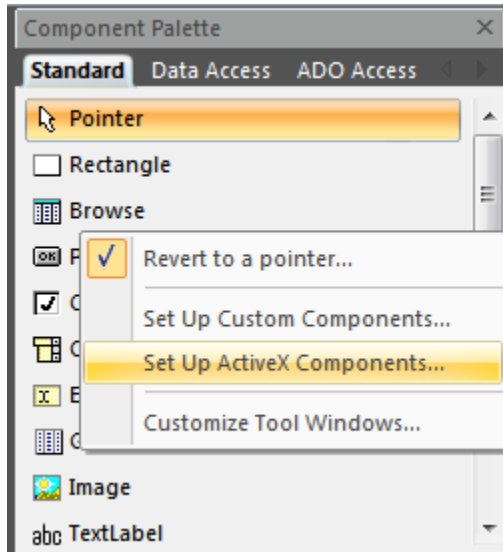 Component Palette
Standard Data Access ADO Access
Pointer
Rectangle
Browse
Revert to a pointer...
Set Up Custom Components...
Set Up ActiveX Components...
Customize Tool Windows...
Image
abc TextLabel